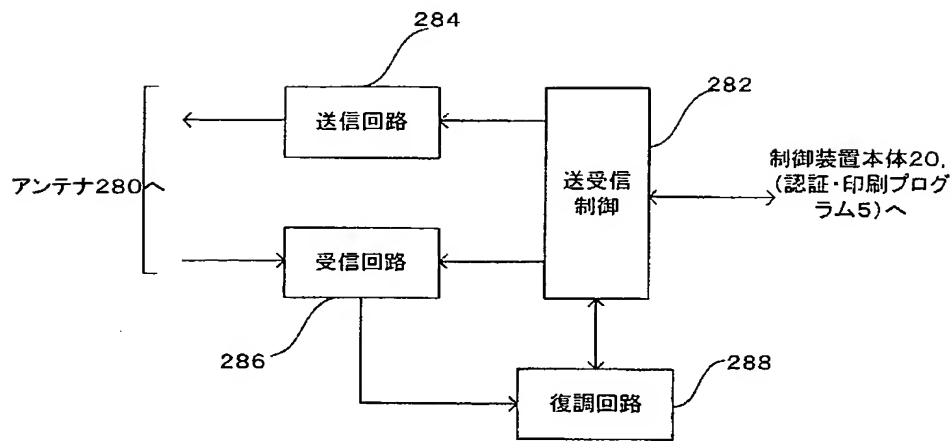 284
送信回路
282
送受信
制御
制御装置本体20,
(認証・印刷プログ
ラム5)へ
アンテナ280へ
受信回路
286
288
復調回路